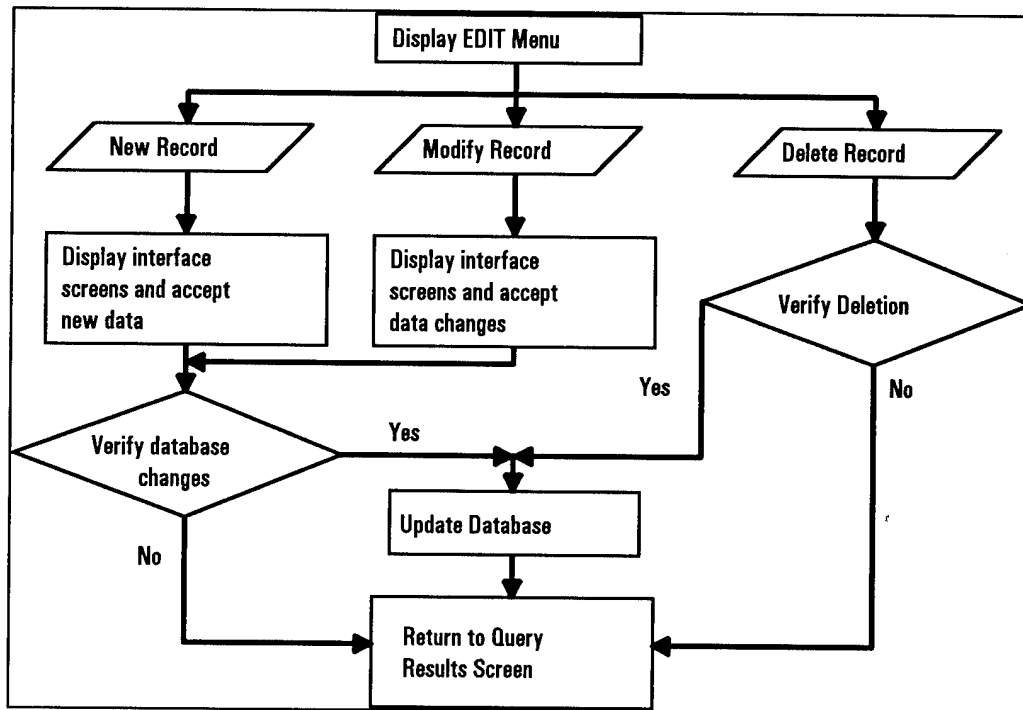 Display EDIT Menu
New Record
Modify Record
Delete Record
Display interface
screens and accept
new data
Display interface
screens and accept
data changes
Verify Deletion
Yes
No
Verify database
changes
Yes
No
Update Database
Return to Query
Results Screen